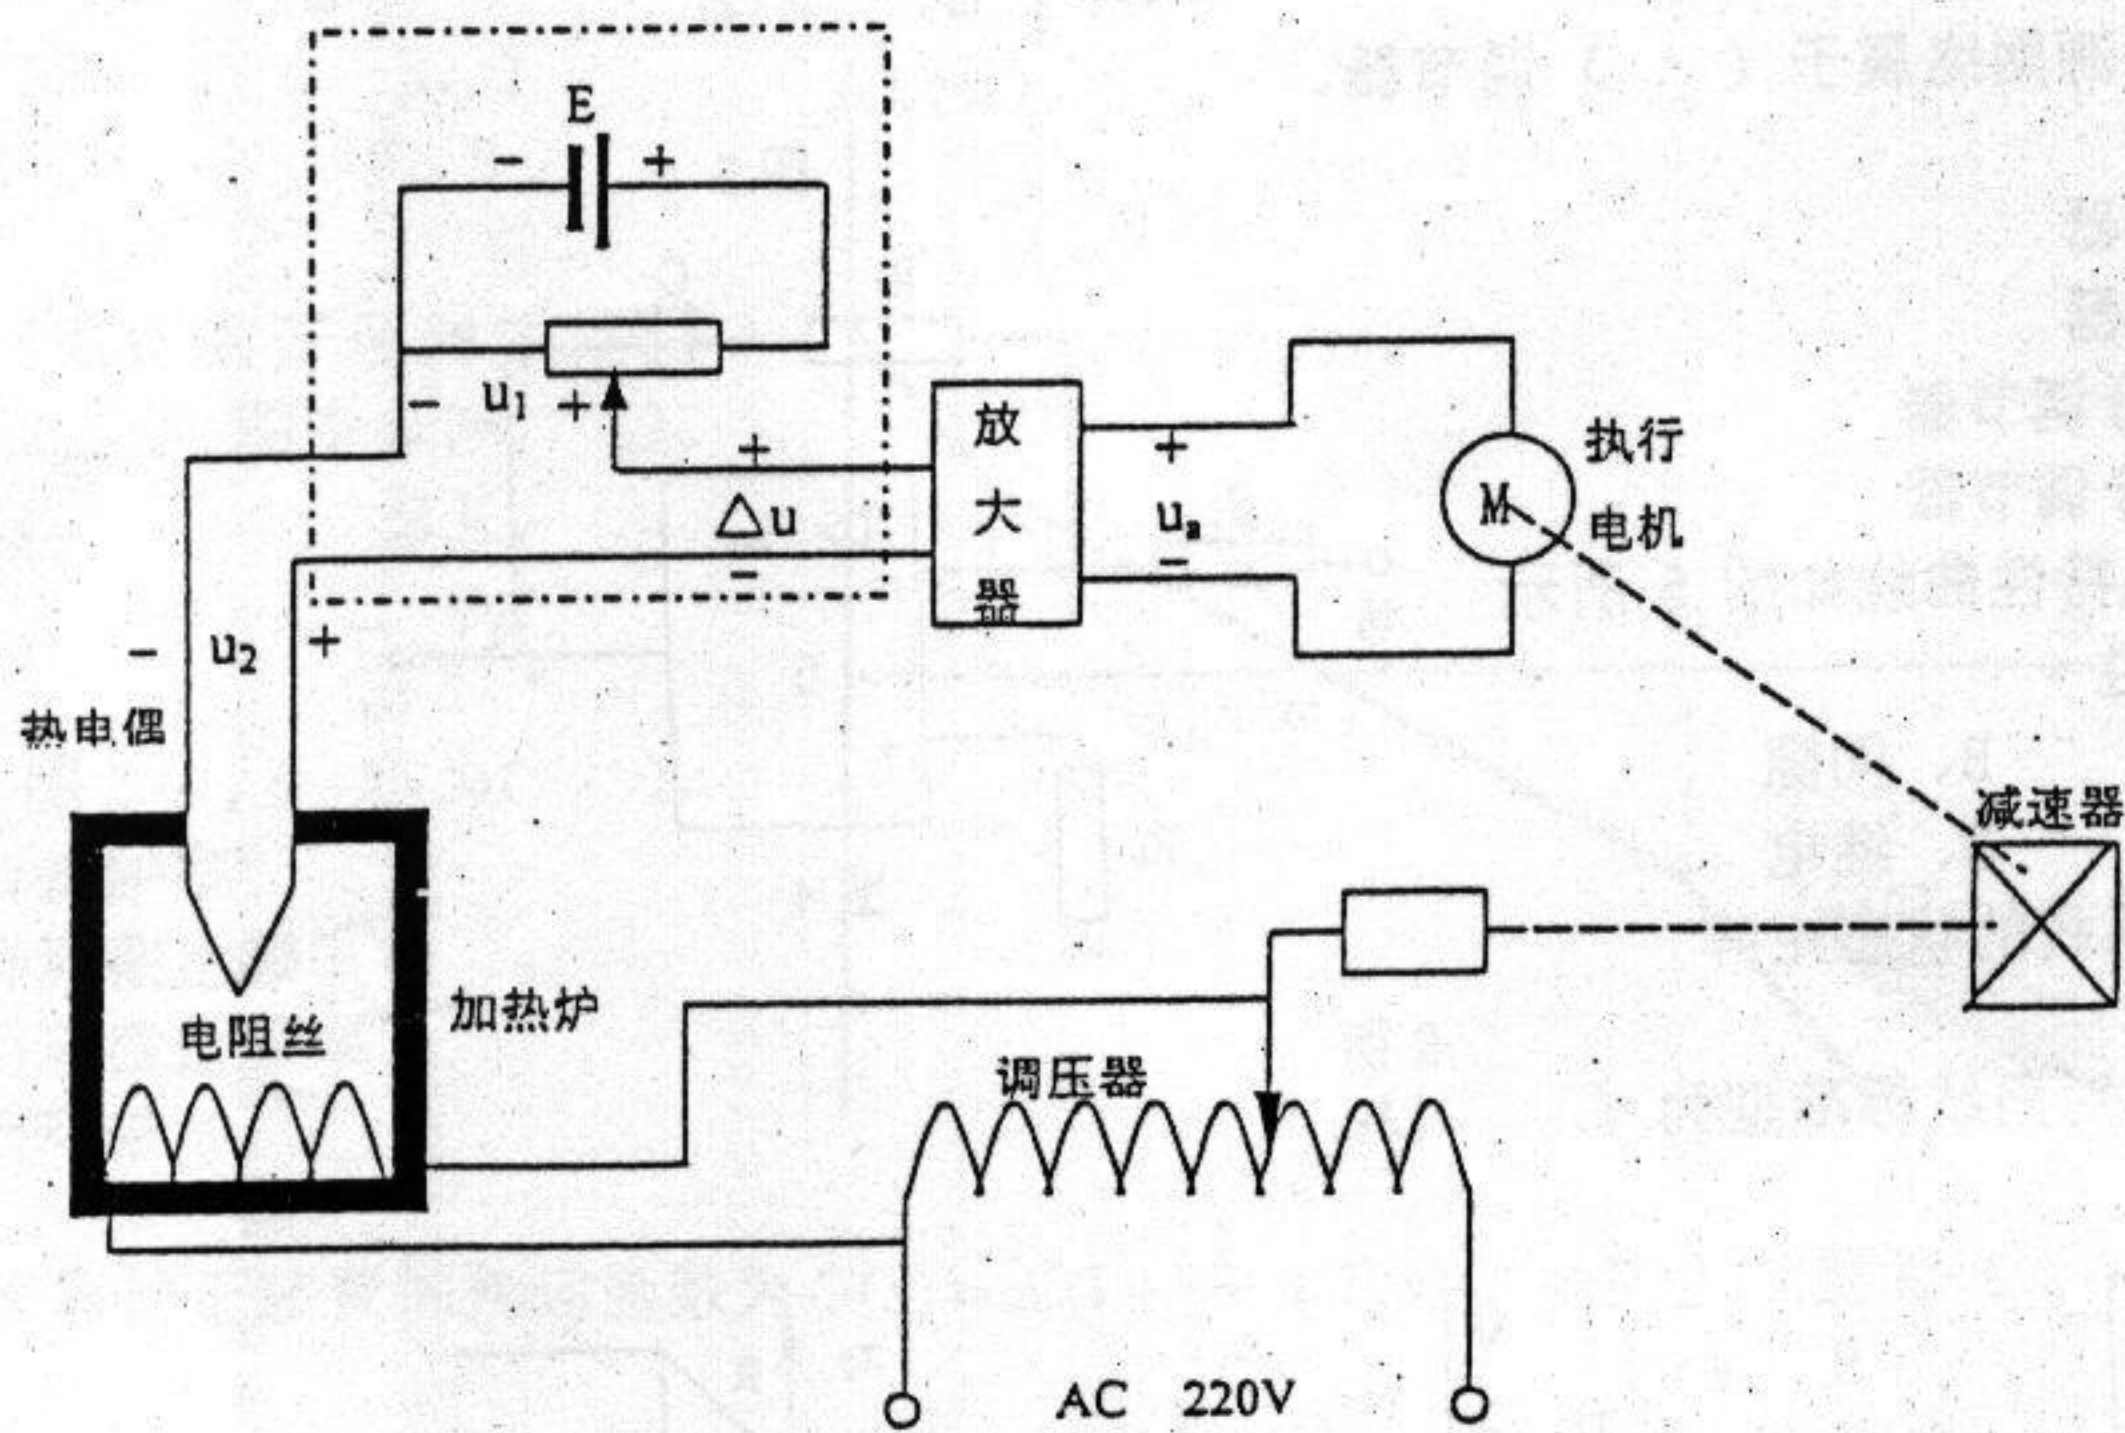 E
- +
- u₁ +
+
△u
-
放大器
+
uₐ
-
M
执行
电机
- u₂ +
热电偶
减速器
加热炉
电阻丝
调压器
AC 220V